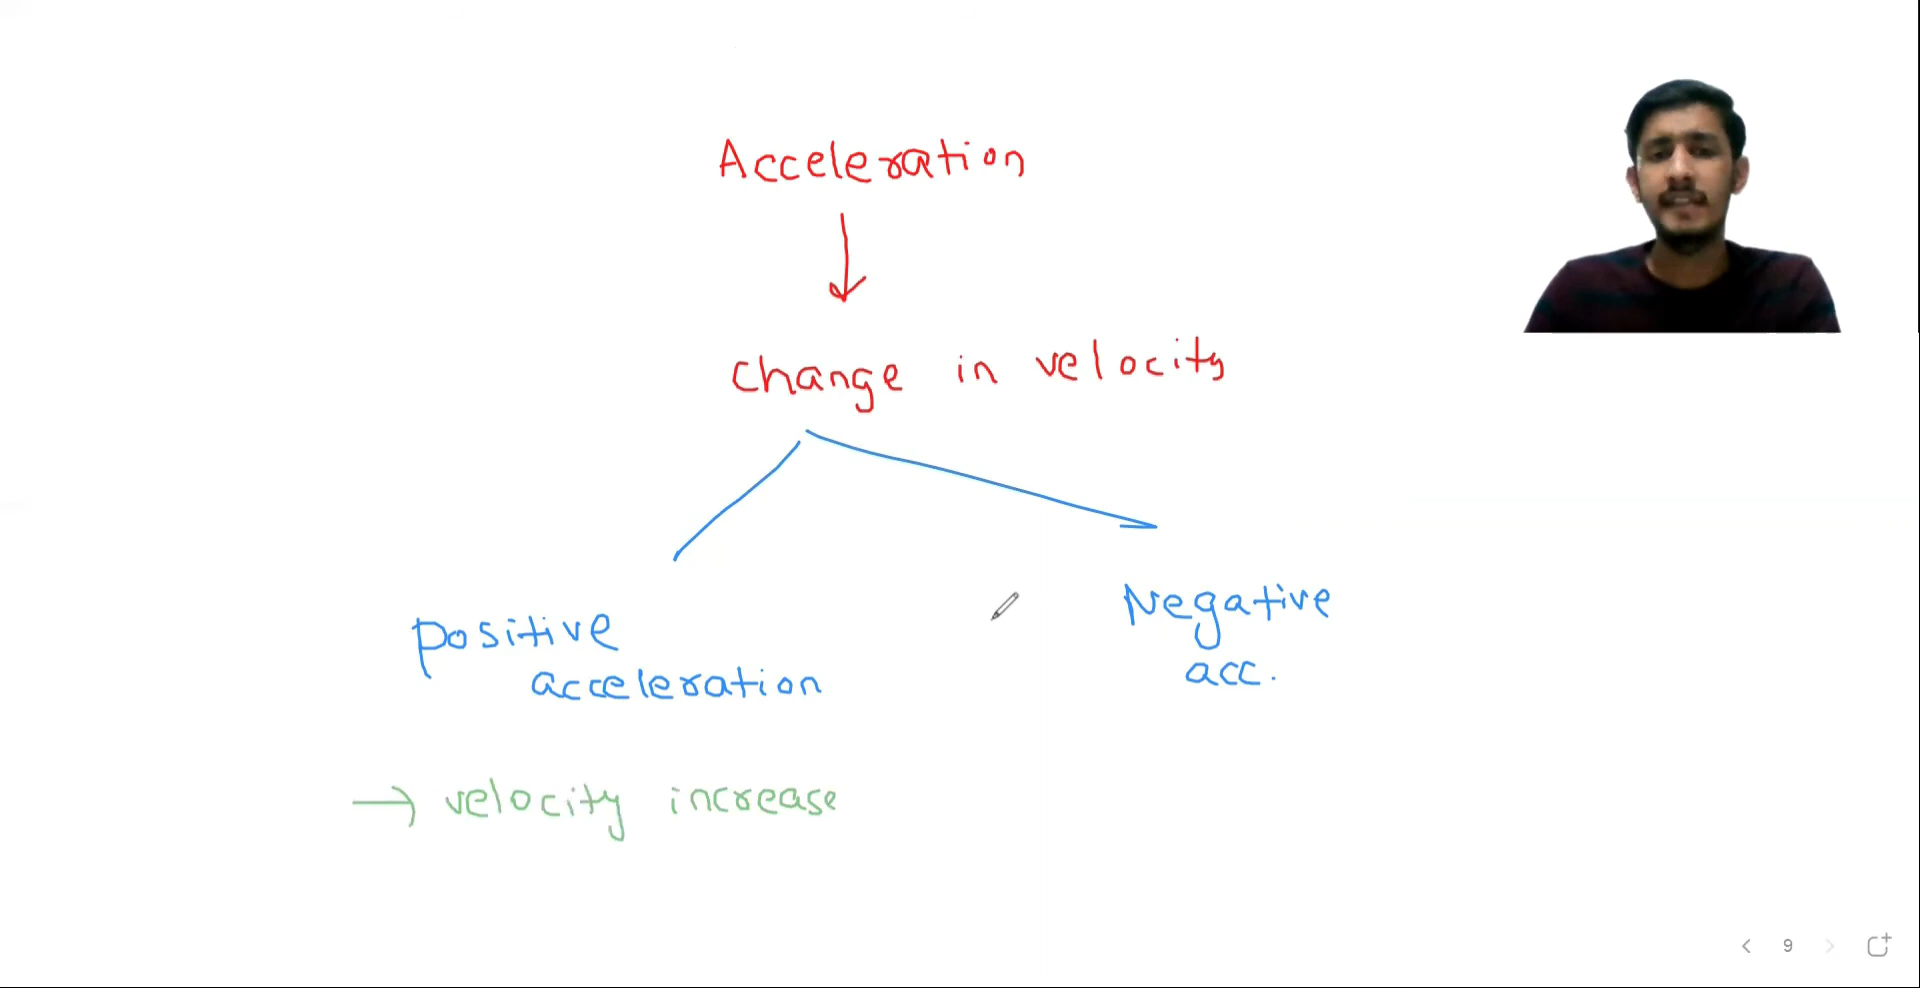 Acceleration
Change in velocity
positive
acceleration
Negative
acc.
→ velocity increase
9